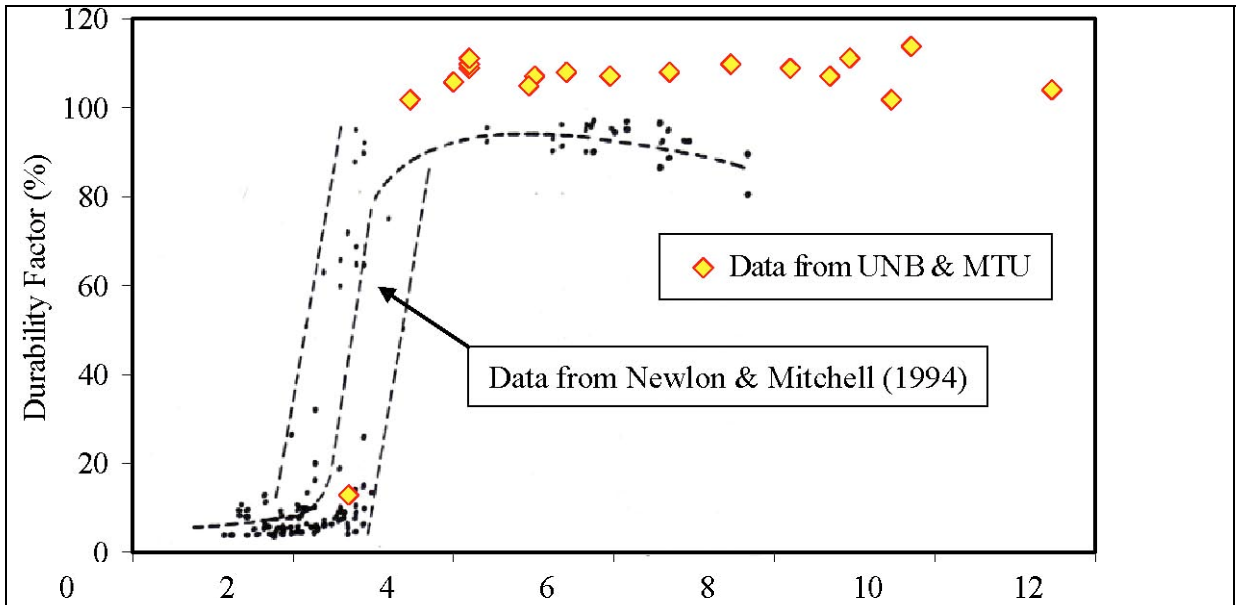 120
100
80
60
40
20
0
Durability Factor (%)
Data from UNB & MTU
Data from Newlon & Mitchell (1994)
0 2 4 6 8 10 12